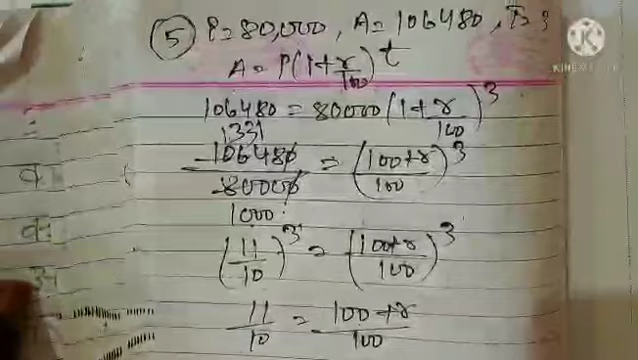 (5) P=80,000, A=106480, T=3
A = P(1+r/100)^t
106480 = 80000(1+r/100)^3
1331
106480/80000 = (100+r/100)^3
1000
(11/10)^3 = (100+r/100)^3
11/10 = 100+r/100